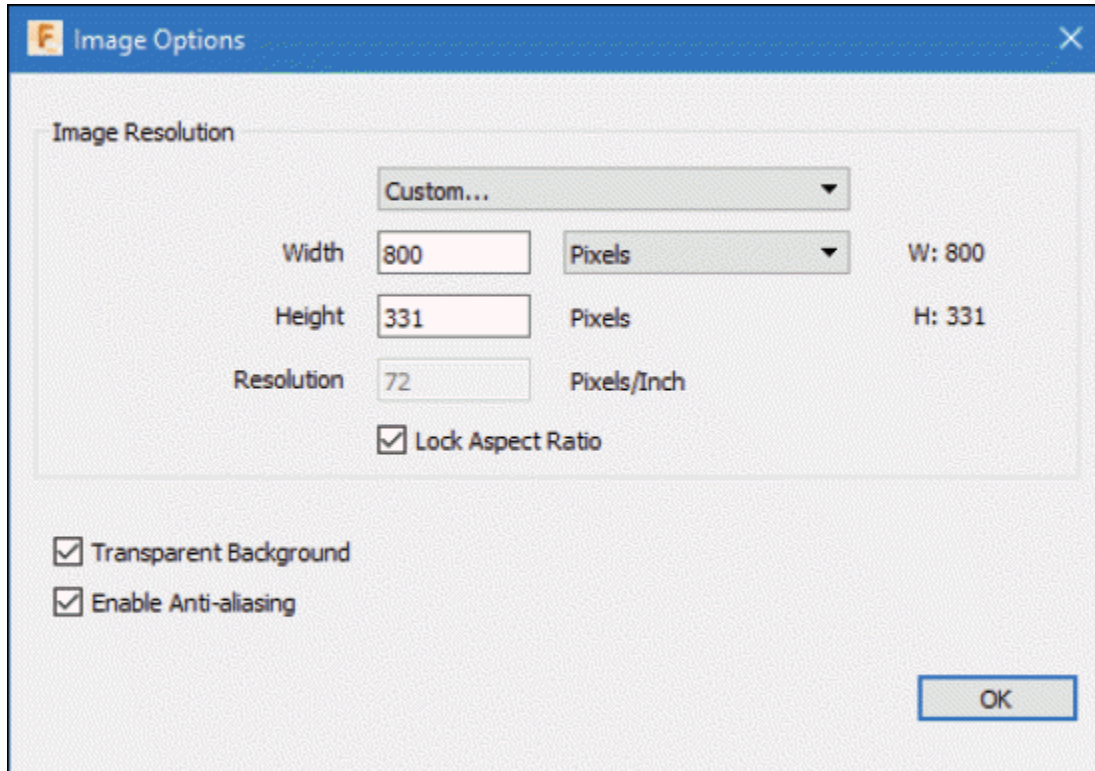 F Image Options
Image Resolution
Custom...
Width 800 Pixels W: 800
Height 331 Pixels H: 331
Resolution 72 Pixels/Inch
Lock Aspect Ratio
Transparent Background
Enable Anti-aliasing
OK